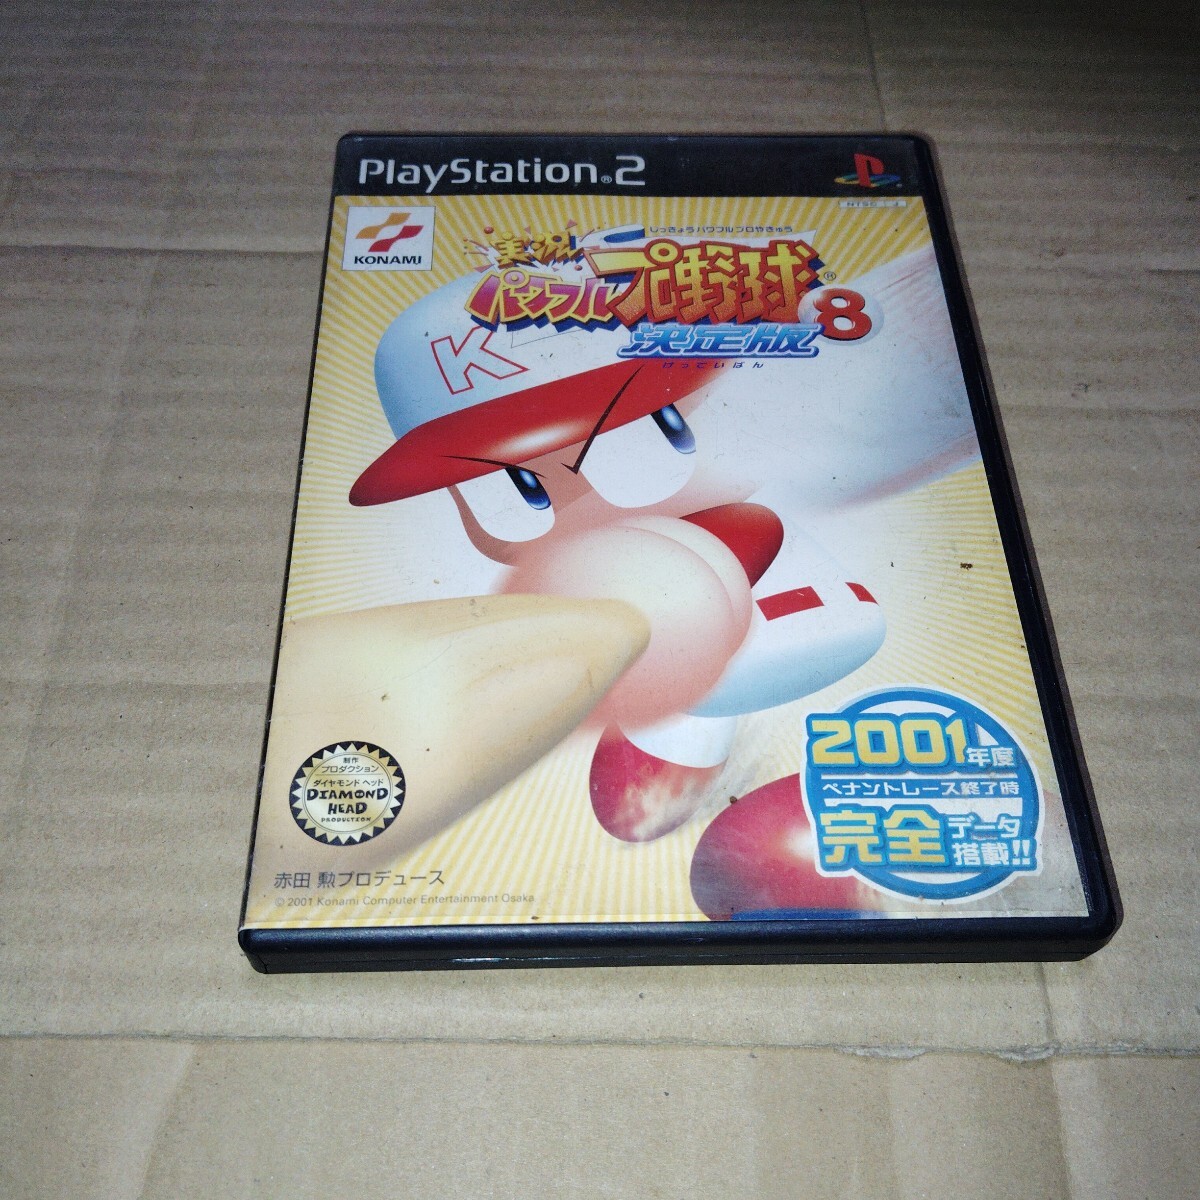 PlayStation®2
NTSC J
KONAMI
じっきょうパワフルプロやきゅう
実況
パワフルプロ野球®8
決定版
けっていばん
K
2001年度
ペナントレース終了時
完全データ
搭載!!
制作
プロダクション
ダイヤモンド ヘッド
DIAMOND
HEAD
PRODUCTION
赤田 勲プロデュース
© 2001 Konami Computer Entertainment Osaka